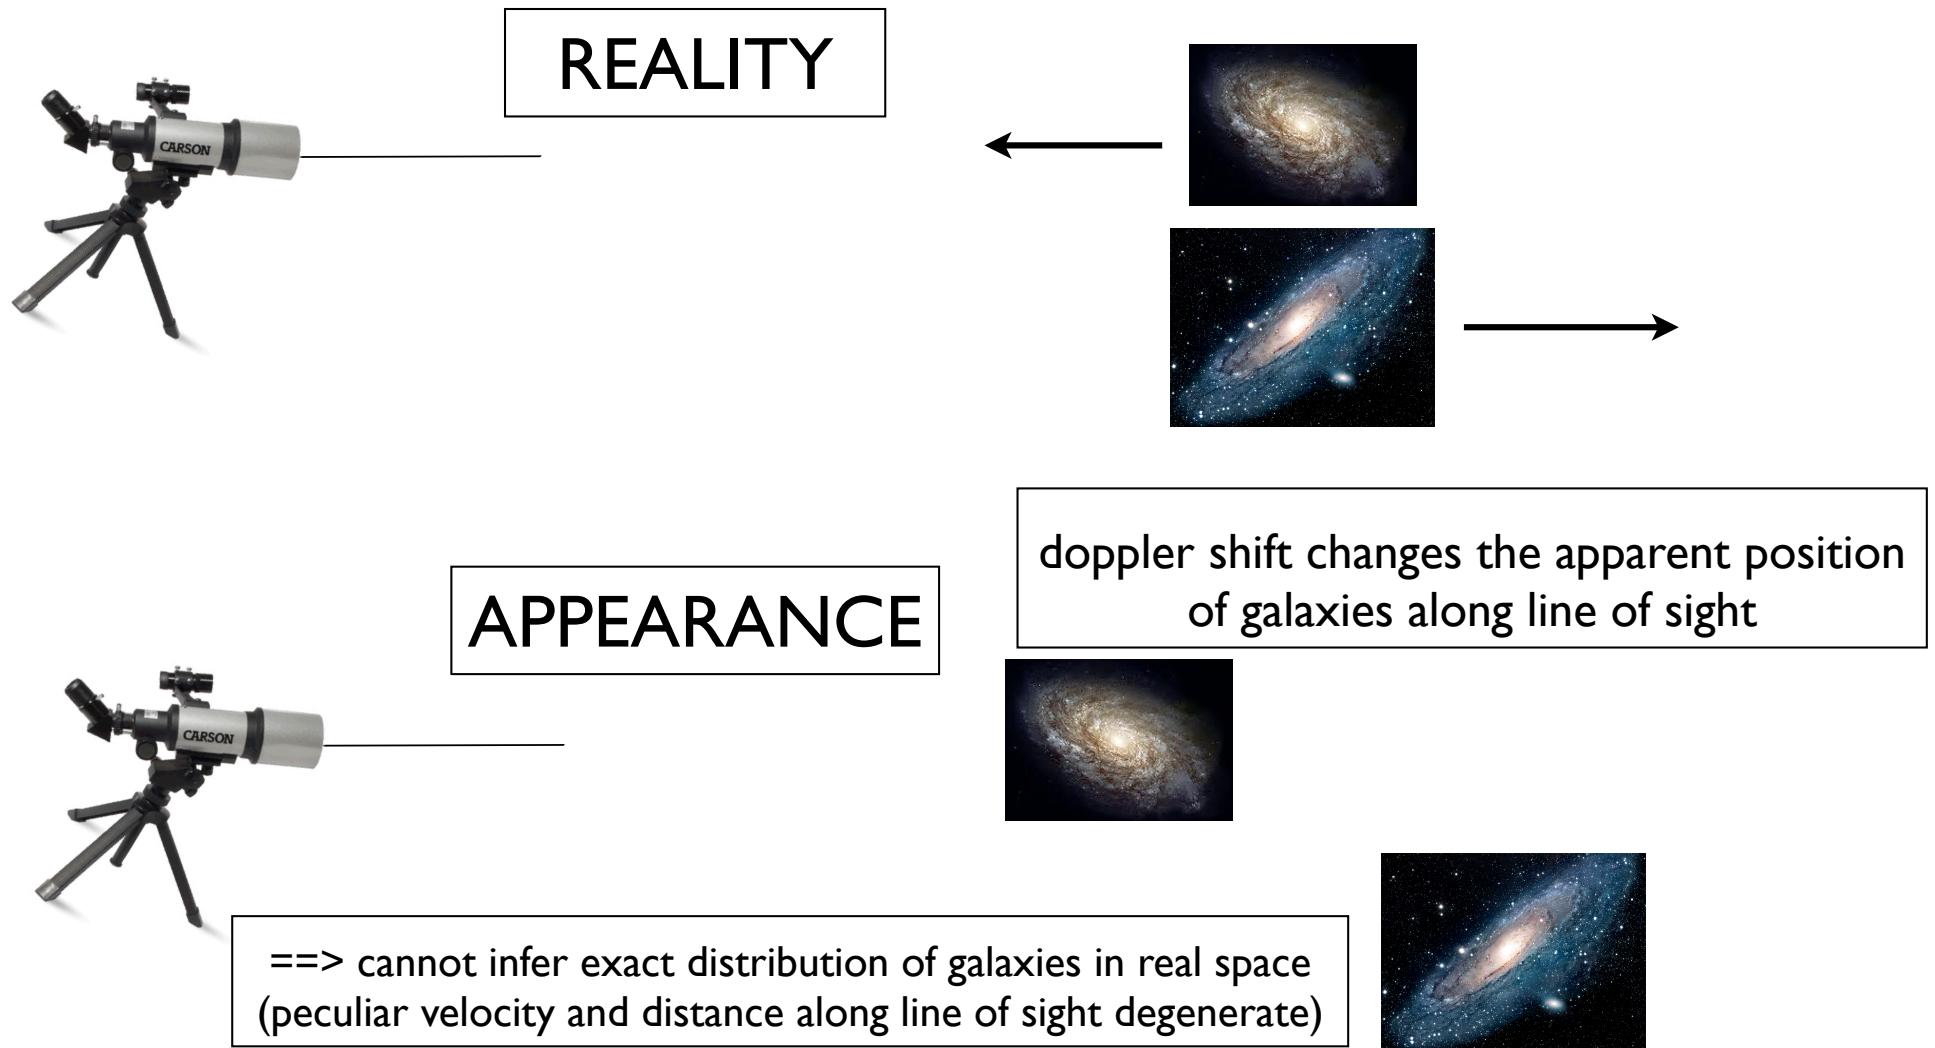 REALITY
CARSON
doppler shift changes the apparent position
of galaxies along line of sight
APPEARANCE
CARSON
==> cannot infer exact distribution of galaxies in real space
(peculiar velocity and distance along line of sight degenerate)